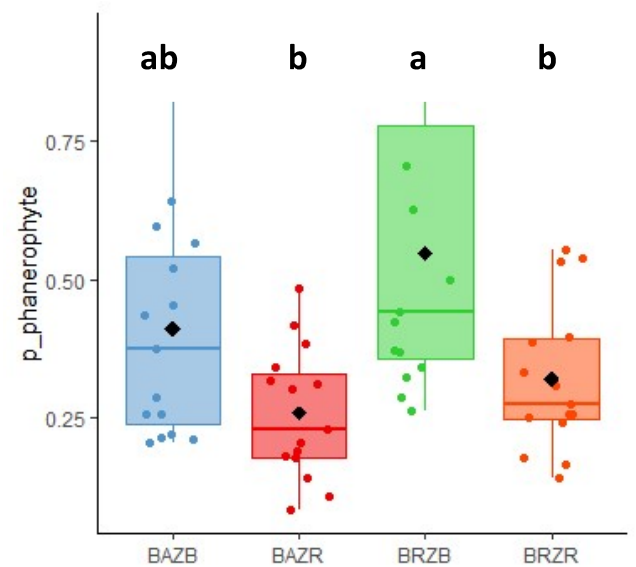 ab b a b
0.75
0.50
0.25
p_phanerophyte
BAZB BAZR BRZB BRZR